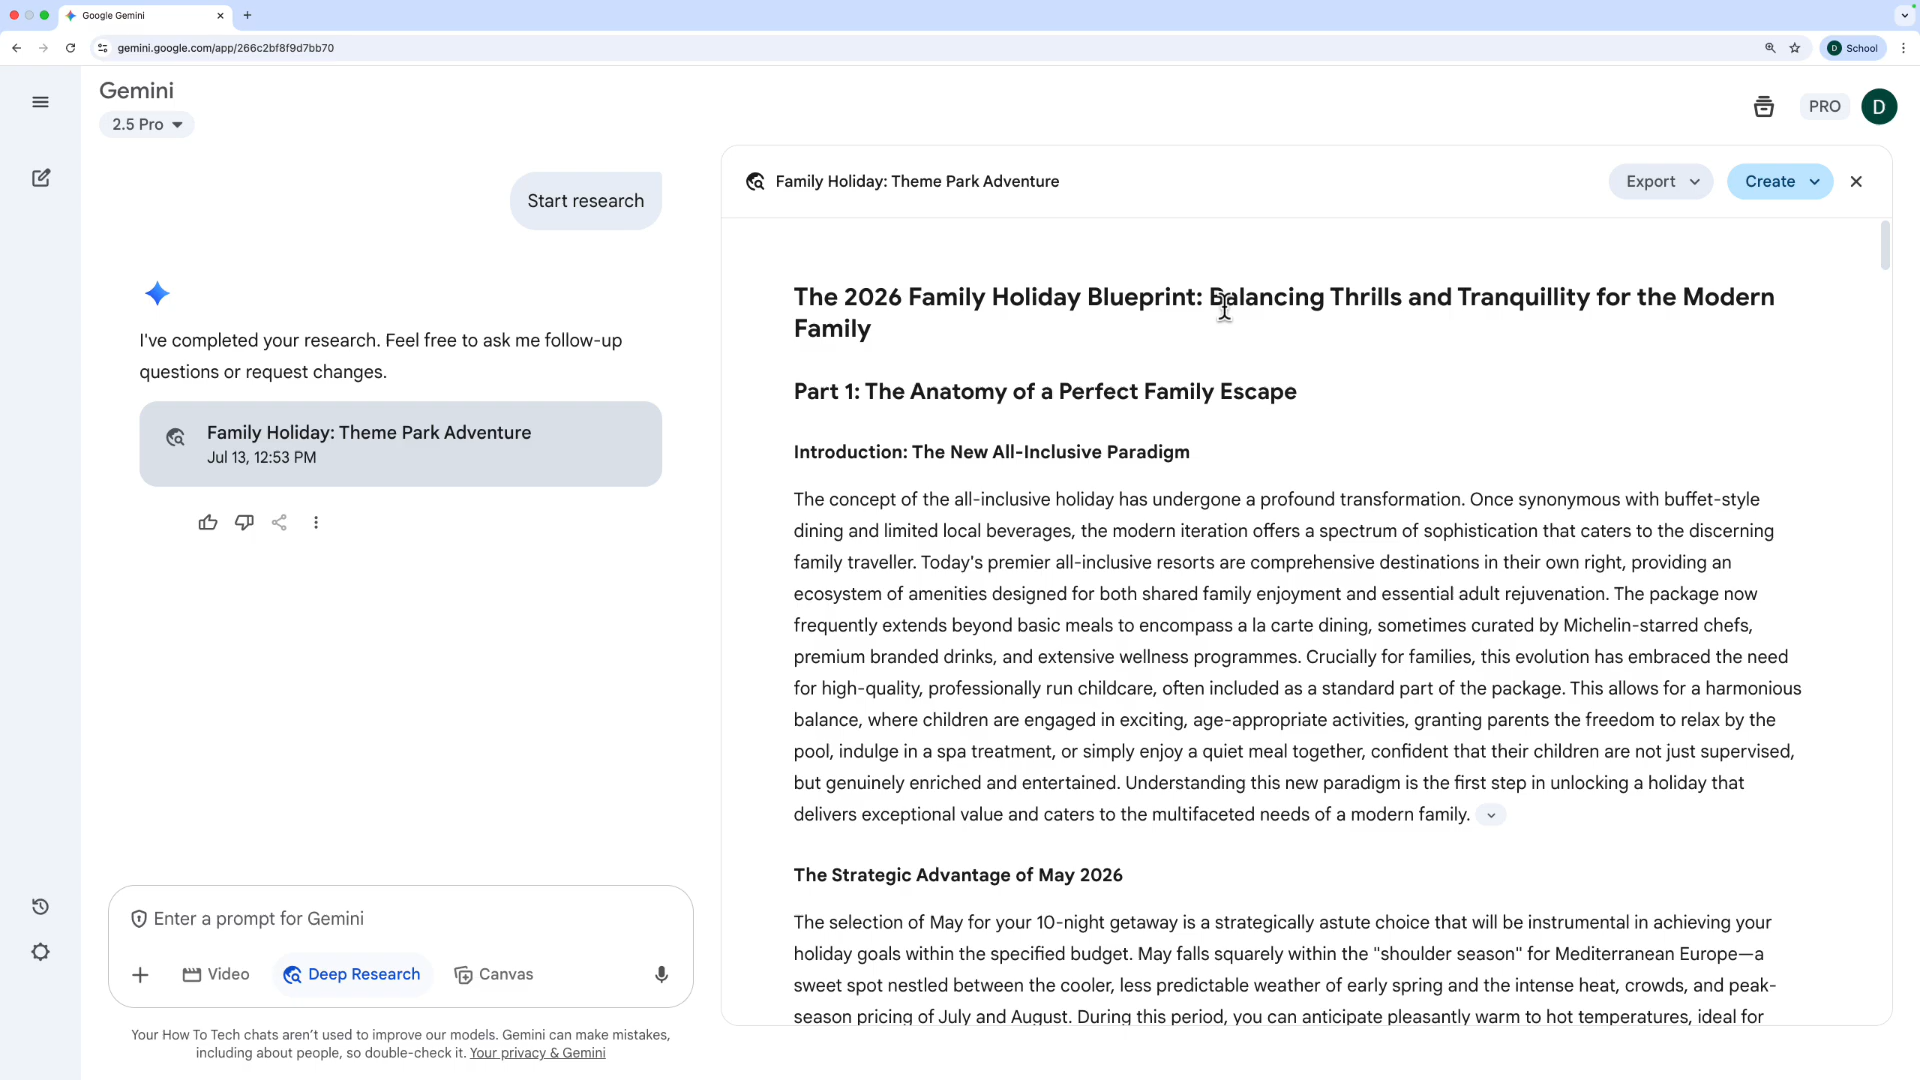 Google Gemini
gemini.google.com/app/266c2bf8f9d7bb70
D School
Gemini
2.5 Pro
PRO
D
Start research
I've completed your research. Feel free to ask me follow-up
questions or request changes.
Family Holiday: Theme Park Adventure
Jul 13, 12:53 PM
Enter a prompt for Gemini
Video
Deep Research
Canvas
Your How To Tech chats aren't used to improve our models. Gemini can make mistakes,
including about people, so double-check it. Your privacy & Gemini
Family Holiday: Theme Park Adventure
Export
Create
The 2026 Family Holiday Blueprint: Balancing Thrills and Tranquillity for the Modern
Family
Part 1: The Anatomy of a Perfect Family Escape
Introduction: The New All-Inclusive Paradigm
The concept of the all-inclusive holiday has undergone a profound transformation. Once synonymous with buffet-style
dining and limited local beverages, the modern iteration offers a spectrum of sophistication that caters to the discerning
family traveller. Today's premier all-inclusive resorts are comprehensive destinations in their own right, providing an
ecosystem of amenities designed for both shared family enjoyment and essential adult rejuvenation. The package now
frequently extends beyond basic meals to encompass a la carte dining, sometimes curated by Michelin-starred chefs,
premium branded drinks, and extensive wellness programmes. Crucially for families, this evolution has embraced the need
for high-quality, professionally run childcare, often included as a standard part of the package. This allows for a harmonious
balance, where children are engaged in exciting, age-appropriate activities, granting parents the freedom to relax by the
pool, indulge in a spa treatment, or simply enjoy a quiet meal together, confident that their children are not just supervised,
but genuinely enriched and entertained. Understanding this new paradigm is the first step in unlocking a holiday that
delivers exceptional value and caters to the multifaceted needs of a modern family.
The Strategic Advantage of May 2026
The selection of May for your 10-night getaway is a strategically astute choice that will be instrumental in achieving your
holiday goals within the specified budget. May falls squarely within the "shoulder season" for Mediterranean Europe—a
sweet spot nestled between the cooler, less predictable weather of early spring and the intense heat, crowds, and peak-
season pricing of July and August. During this period, you can anticipate pleasantly warm to hot temperatures, ideal for